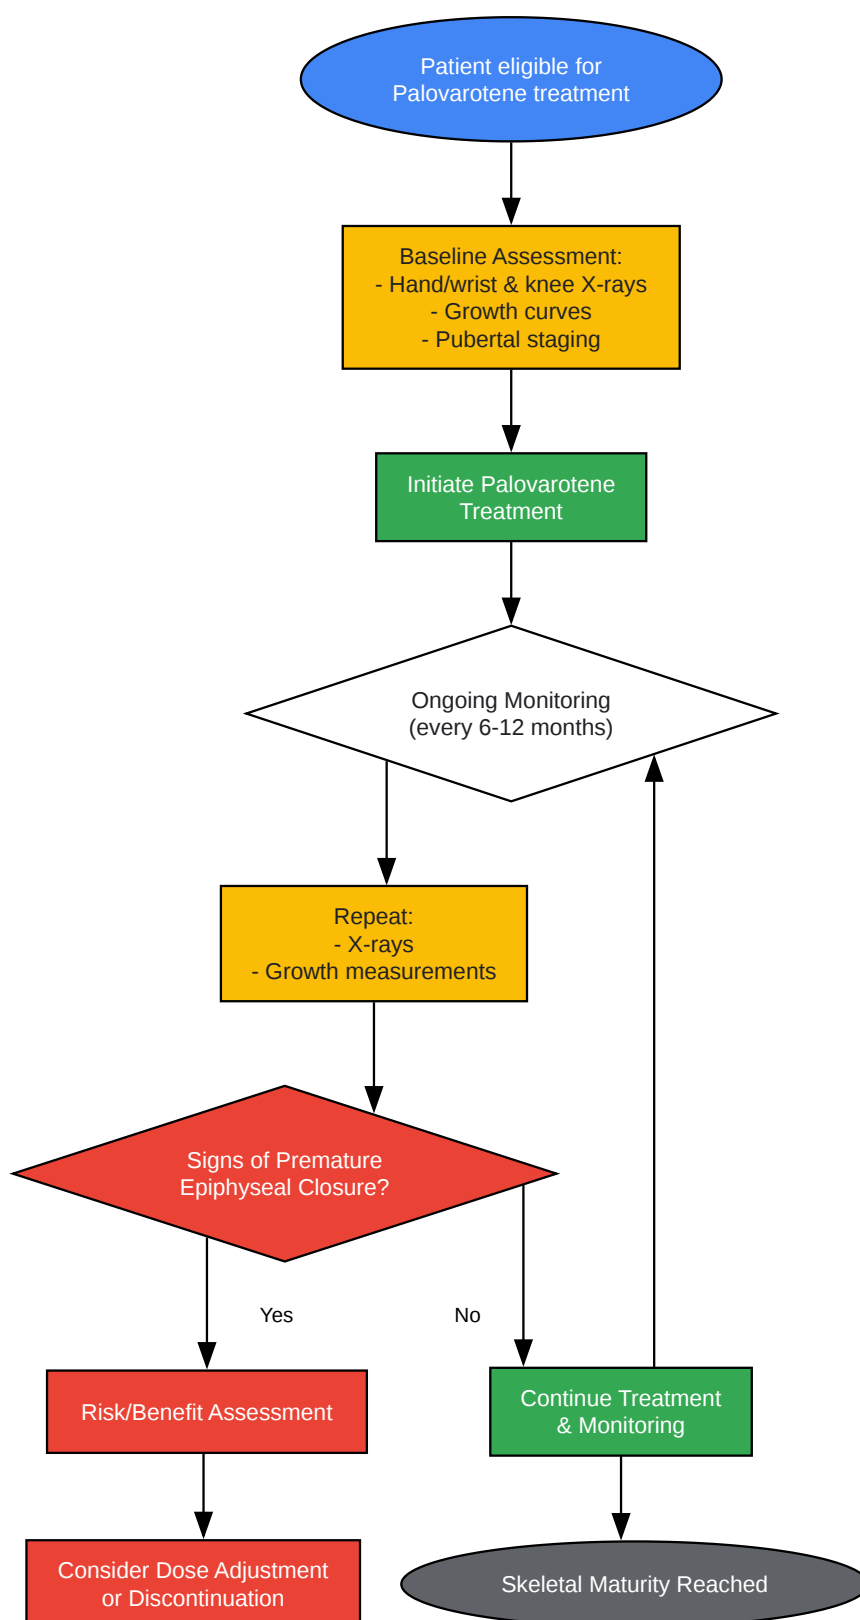 Patient eligible for
Palovarotene treatment
Baseline Assessment:
- Hand/wrist & knee X-rays
- Growth curves
- Pubertal staging
Initiate Palovarotene
Treatment
Ongoing Monitoring
(every 6-12 months)
Repeat:
- X-rays
- Growth measurements
Signs of Premature
Epiphyseal Closure?
Yes
No
Risk/Benefit Assessment
Continue Treatment
& Monitoring
Consider Dose Adjustment
or Discontinuation
Skeletal Maturity Reached